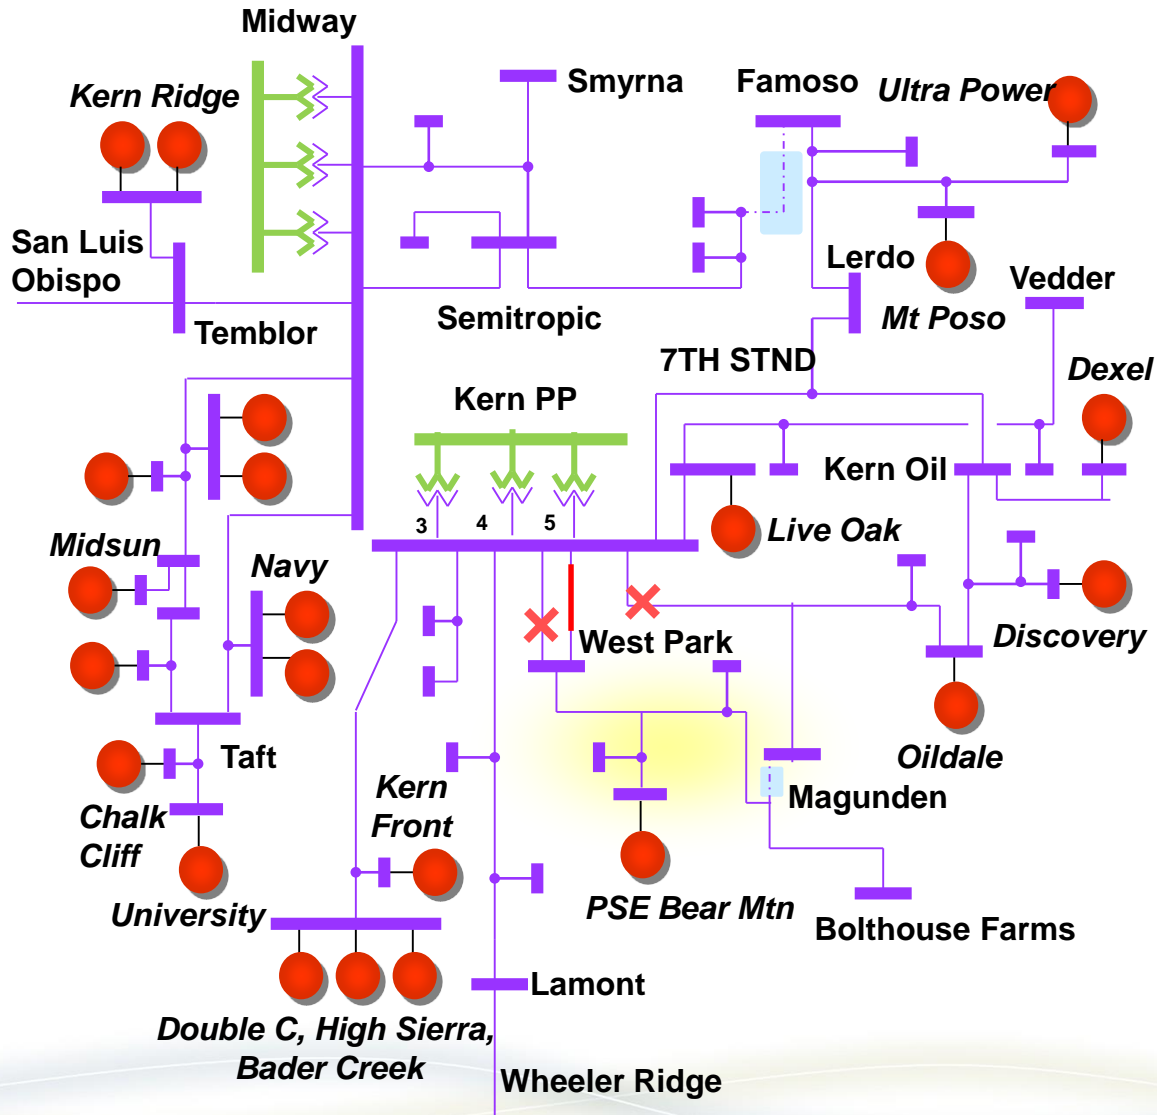 Midway
Smyrna
Famoso
Ultra Power
Kern Ridge
San Luis
Obispo
Lerdo
Vedder
Temblor
Semitropic
Mt Poso
7TH STND
Dexel
Kern PP
Kern Oil
3
4
5
Live Oak
Midsun
Navy
West Park
Discovery
Taft
Oildale
Kern
Front
Magunden
Chalk
Cliff
University
PSE Bear Mtn
Bolthouse Farms
Lamont
Double C, High Sierra,
Bader Creek
Wheeler Ridge